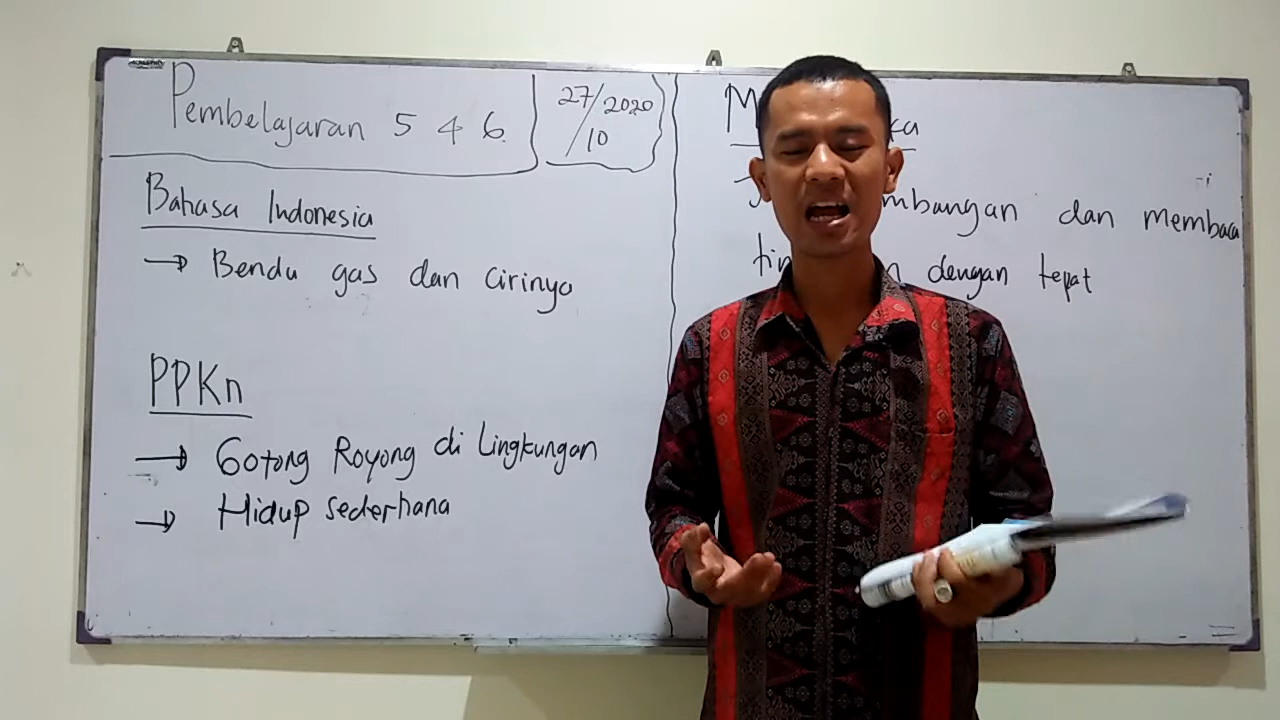 Pembelajaran 5 4 6
27/10 2020
Bahasa Indonesia
→ Benda gas dan cirinya
PPKn
→ Gotong Royong di Lingkungan
→ Hidup sederhana
dan membaca
dengan tepat